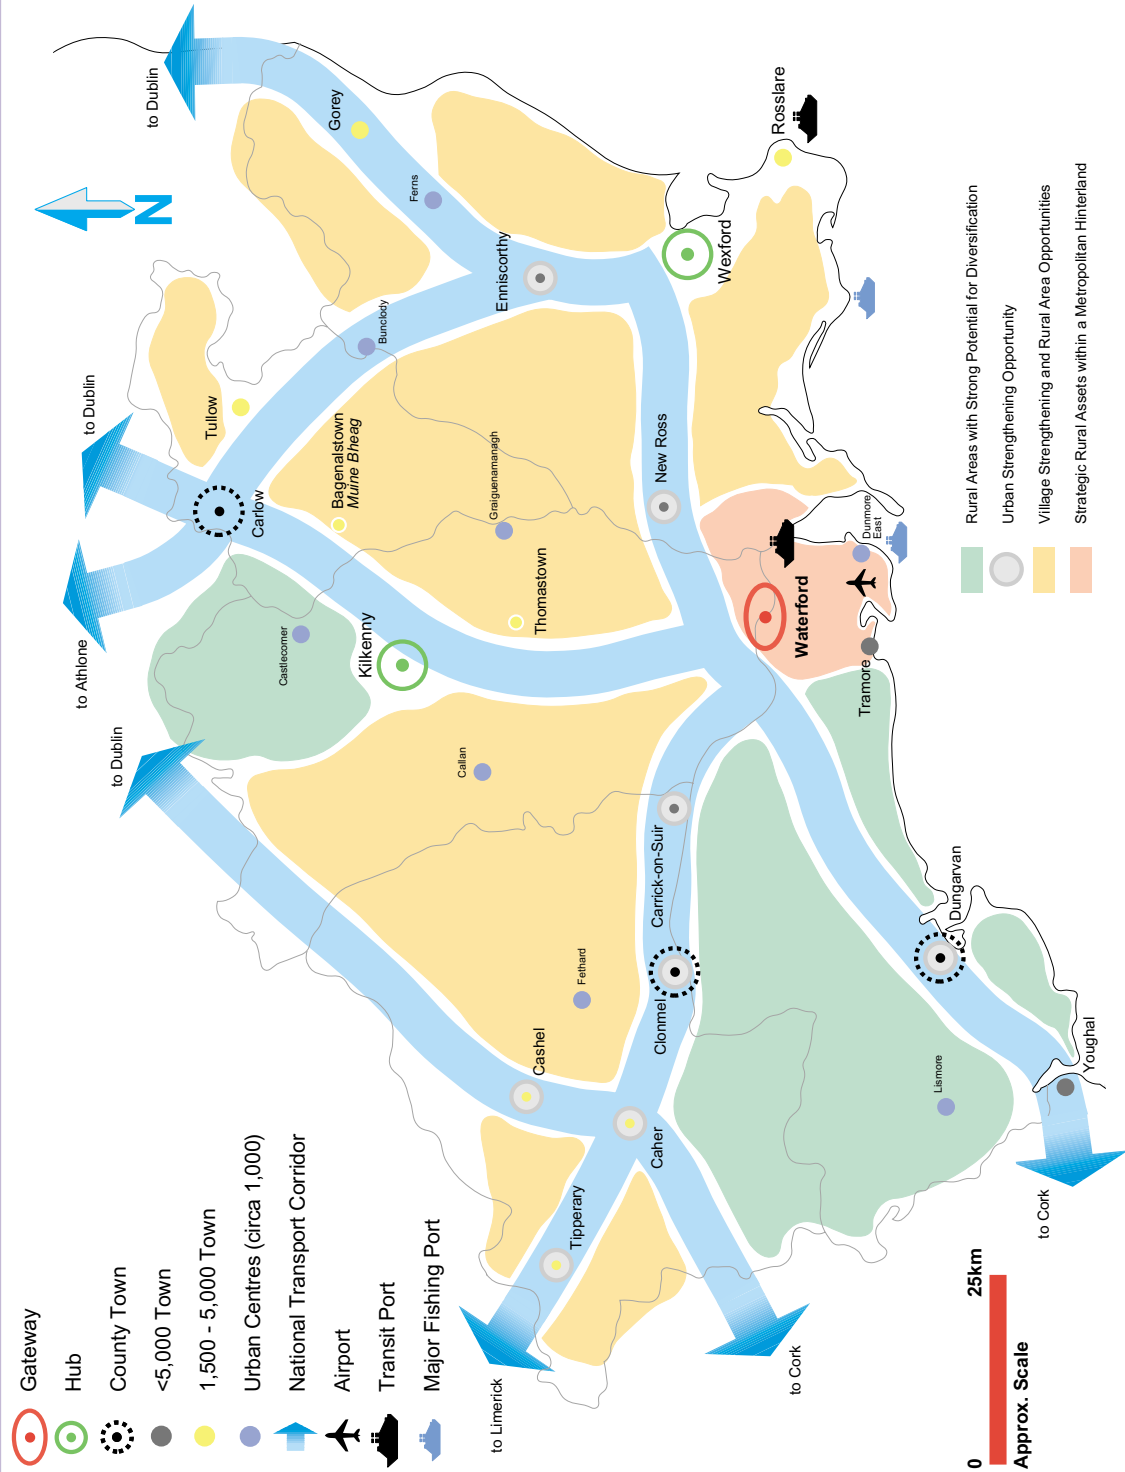 Gateway
Hub
County Town
<5,000 Town
1,500 - 5,000 Town
Urban Centres (circa 1,000)
National Transport Corridor
Airport
Transit Port
Major Fishing Port
to Limerick
to Cork
to Cork
to Dublin
to Athlone
to Dublin
to Dublin
N
Tipperary
Caher
Cashel
Fethard
Clonmel
Carrick-on-Suir
Callan
Kilkenny
Castlecomer
Carlow
Tullow
Bagenalstown
Muine Bheag
Graiguenamanagh
Thomastown
Bunclody
Enniscorthy
Ferns
Gorey
Wexford
Rosslare
New Ross
Waterford
Dunmore
East
Tramore
Dungarvan
Lismore
Youghal
0
25km
Approx. Scale
Rural Areas with Strong Potential for Diversification
Urban Strengthening Opportunity
Village Strengthening and Rural Area Opportunities
Strategic Rural Assets within a Metropolitan Hinterland